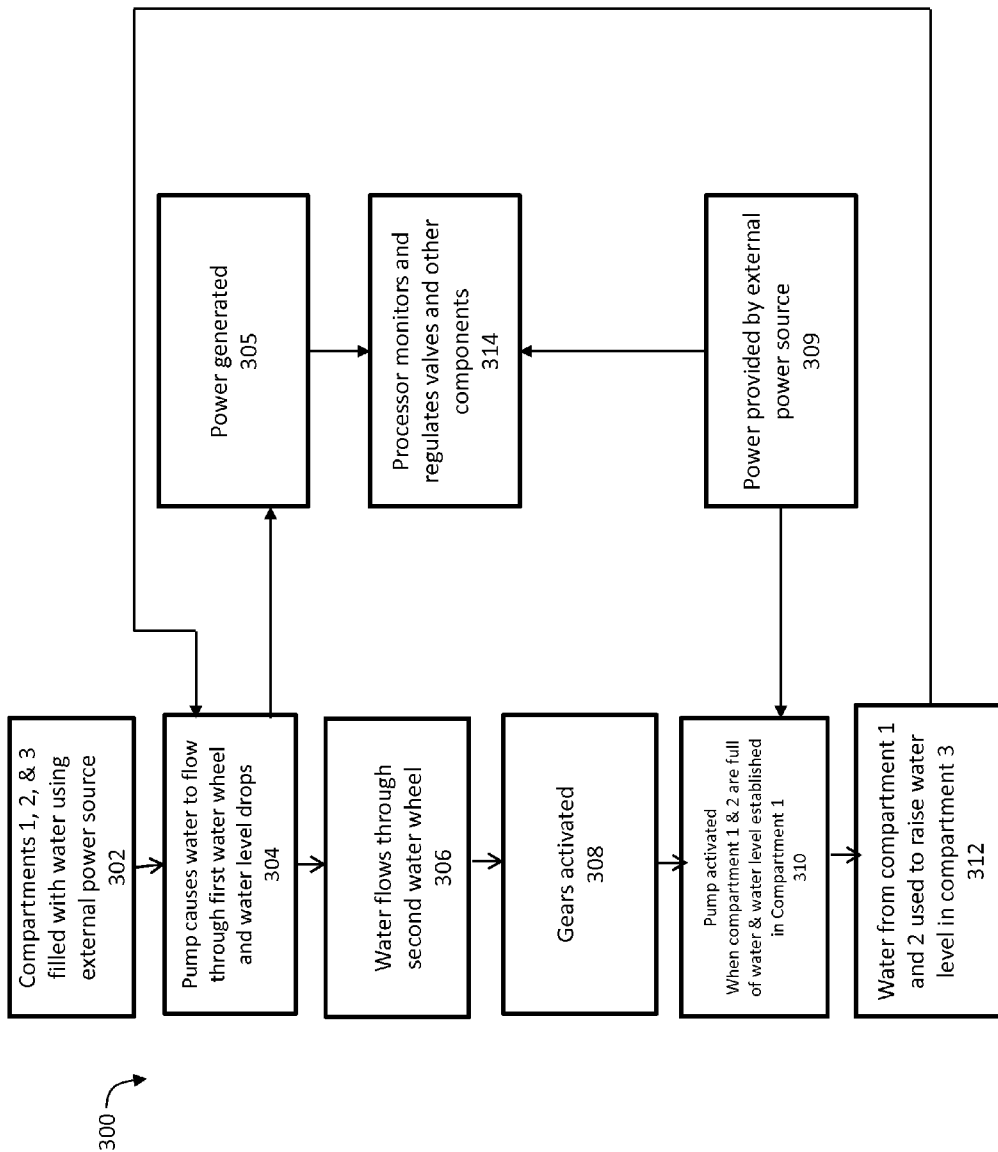 300
Compartments 1, 2, & 3
filled with water using
external power source
302
Pump causes water to flow
through first water wheel
and water level drops
304
Water flows through
second water wheel
306
Gears activated
308
Pump activated
When compartment 1 & 2 are full
of water & water level established
in Compartment 1
310
Water from compartment 1
and 2 used to raise water
level in compartment 3
312
Power generated
305
Processor monitors and
regulates valves and other
components
314
Power provided by external
power source
309